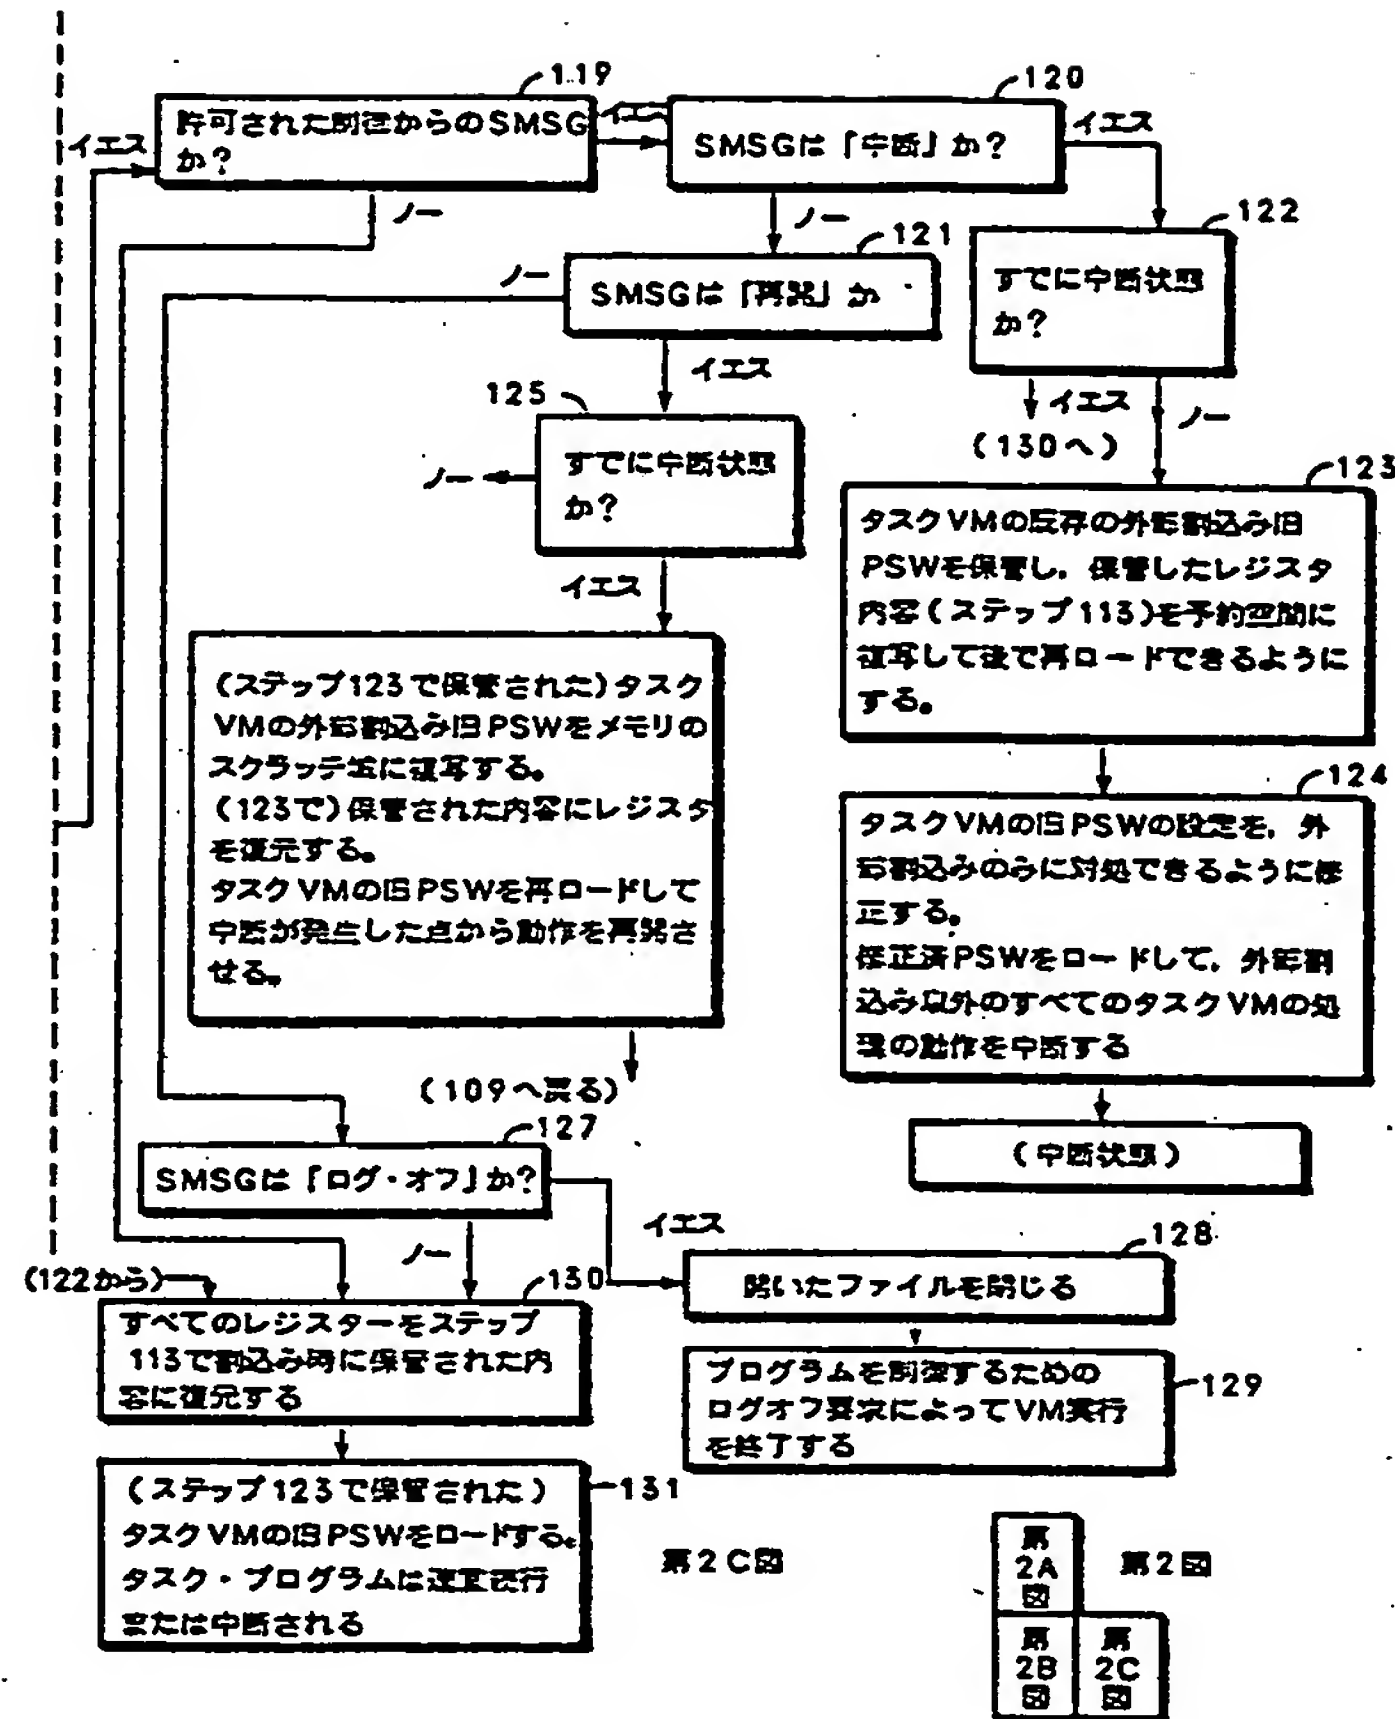 119
120
イエス
許可された制御からのSMSG
か?
イエス
SMSGは「中断」か?
イエス
ノー
ノー
122
121
ノー
SMSGは「再開」か
すでに中断状態
か?
イエス
125
イエス
ノー
(130へ)
すでに中断状態
か?
ノー
123
タスクVMの既存の外部割込み旧
PSWを保管し、保管したレジスタ
内容(ステップ113)を予約空間に
複写して後で再ロードできるように
する。
イエス
(ステップ123で保管された)タスク
VMの外部割込み旧PSWをメモリの
スクラッチ域に複写する。
(123で)保管された内容にレジスタ
を復元する。
タスクVMの旧PSWを再ロードして
中断が発生した点から動作を再開さ
せる。
124
タスクVMの旧PSWの設定を、外
部割込みのみに対処できるように修
正する。
修正済PSWをロードして、外部割
込み以外のすべてのタスクVMの処
理の動作を中断する
(109へ戻る)
127
(中断状態)
SMSGは「ログ・オフ」か?
イエス
ノー
128
(122から)
130
開いたファイルを閉じる
すべてのレジスターをステップ
113で割込み時に保管された内
容に復元する
プログラムを制御するための
ログオフ要求によってVM実行
を終了する
129
(ステップ123で保管された)
タスクVMの旧PSWをロードする。
タスク・プログラムは
または中断される
131
第2C図
第
2A
図
第2図
第
2B
図
第
2C
図